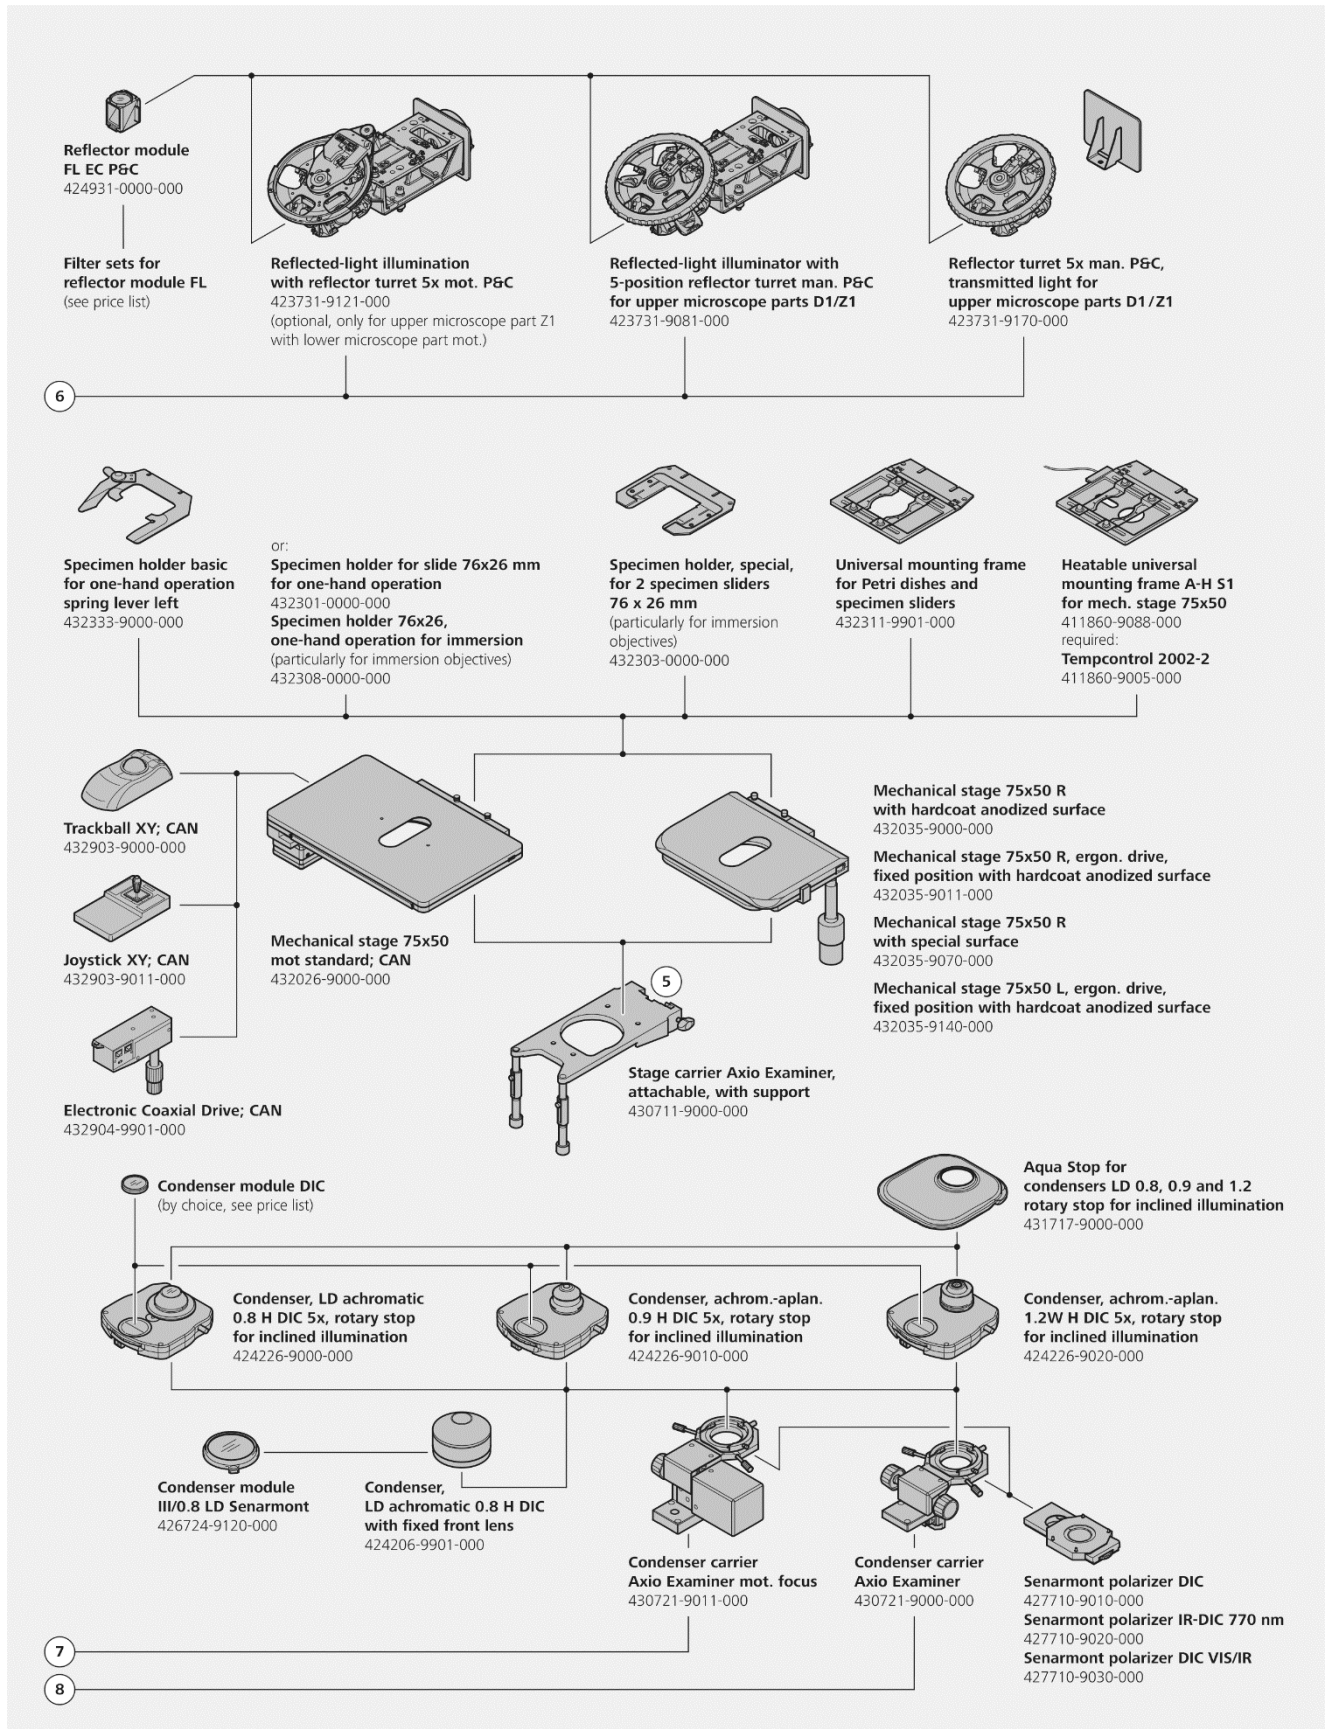 Reflector module
FL EC P&C
424931-0000-000
Filter sets for
reflector module FL
(see price list)
Reflected-light illumination
with reflector turret 5x mot. P&C
423731-9121-000
(optional, only for upper microscope part Z1
with lower microscope part mot.)
Reflected-light illuminator with
5-position reflector turret man. P&C
for upper microscope parts D1/Z1
423731-9081-000
Reflector turret 5x man. P&C,
transmitted light for
upper microscope parts D1/Z1
423731-9170-000
6
Specimen holder basic
for one-hand operation
spring lever left
432333-9000-000
or:
Specimen holder for slide 76x26 mm
for one-hand operation
432301-0000-000
Specimen holder 76x26,
one-hand operation for immersion
(particularly for immersion objectives)
432308-0000-000
Specimen holder, special,
for 2 specimen sliders
76 x 26 mm
(particularly for immersion
objectives)
432303-0000-000
Universal mounting frame
for Petri dishes and
specimen sliders
432311-9901-000
Heatable universal
mounting frame A-H S1
for mech. stage 75x50
411860-9088-000
required:
Tempcontrol 2002-2
411860-9005-000
Trackball XY; CAN
432903-9000-000
Joystick XY; CAN
432903-9011-000
Electronic Coaxial Drive; CAN
432904-9901-000
Mechanical stage 75x50
mot standard; CAN
432026-9000-000
Mechanical stage 75x50 R
with hardcoat anodized surface
432035-9000-000
Mechanical stage 75x50 R, ergon. drive,
fixed position with hardcoat anodized surface
432035-9011-000
Mechanical stage 75x50 R
with special surface
432035-9070-000
Mechanical stage 75x50 L, ergon. drive,
fixed position with hardcoat anodized surface
432035-9140-000
5
Stage carrier Axio Examiner,
attachable, with support
430711-9000-000
Condenser module DIC
(by choice, see price list)
Aqua Stop for
condensers LD 0.8, 0.9 and 1.2
rotary stop for inclined illumination
431717-9000-000
Condenser, LD achromatic
0.8 H DIC 5x, rotary stop
for inclined illumination
424226-9000-000
Condenser, achrom.-aplan.
0.9 H DIC 5x, rotary stop
for inclined illumination
424226-9010-000
Condenser, achrom.-aplan.
1.2W H DIC 5x, rotary stop
for inclined illumination
424226-9020-000
Condenser module
III/0.8 LD Senarmont
426724-9120-000
Condenser,
LD achromatic 0.8 H DIC
with fixed front lens
424206-9901-000
Condenser carrier
Axio Examiner mot. focus
430721-9011-000
Condenser carrier
Axio Examiner
430721-9000-000
Senarmont polarizer DIC
427710-9010-000
Senarmont polarizer IR-DIC 770 nm
427710-9020-000
Senarmont polarizer DIC VIS/IR
427710-9030-000
7
8